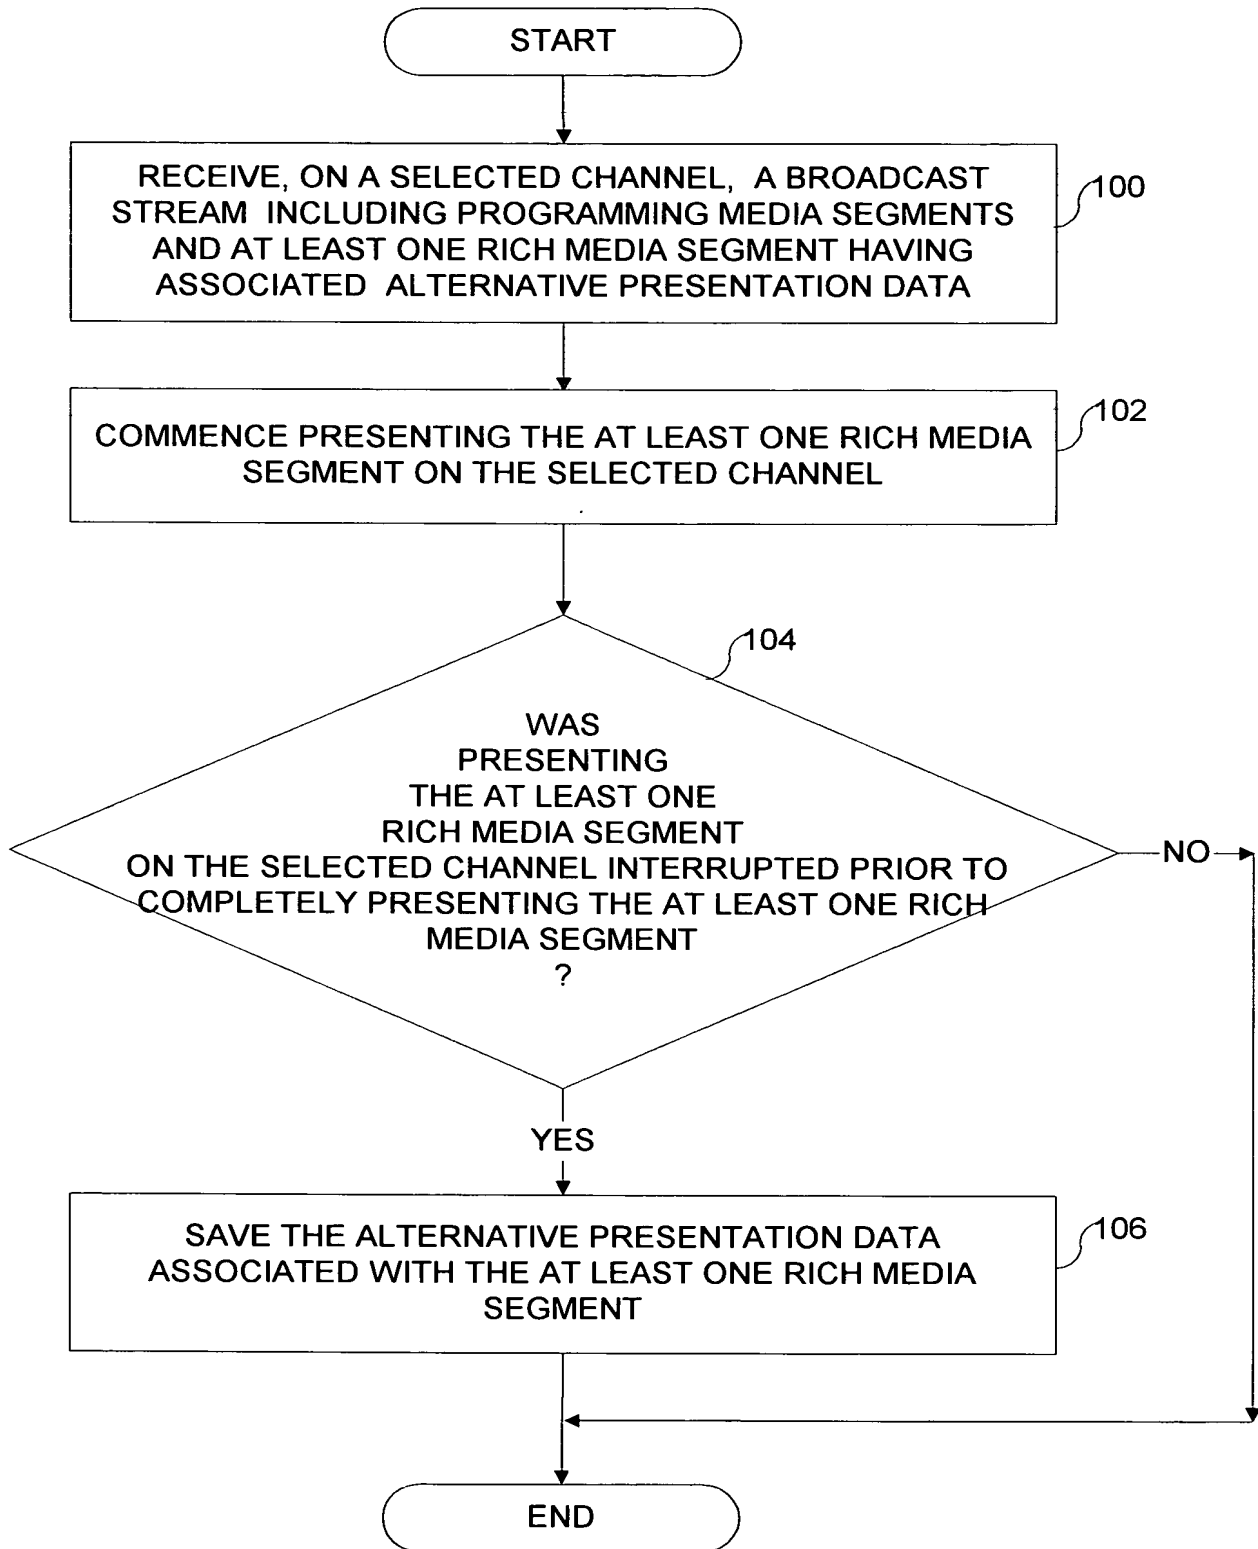 START
RECEIVE, ON A SELECTED CHANNEL, A BROADCAST
STREAM INCLUDING PROGRAMMING MEDIA SEGMENTS
AND AT LEAST ONE RICH MEDIA SEGMENT HAVING
ASSOCIATED ALTERNATIVE PRESENTATION DATA
100
COMMENCE PRESENTING THE AT LEAST ONE RICH MEDIA
SEGMENT ON THE SELECTED CHANNEL
102
104
WAS
PRESENTING
THE AT LEAST ONE
RICH MEDIA SEGMENT
ON THE SELECTED CHANNEL INTERRUPTED PRIOR TO
COMPLETELY PRESENTING THE AT LEAST ONE RICH
MEDIA SEGMENT
?
NO
YES
SAVE THE ALTERNATIVE PRESENTATION DATA
ASSOCIATED WITH THE AT LEAST ONE RICH MEDIA
SEGMENT
106
END